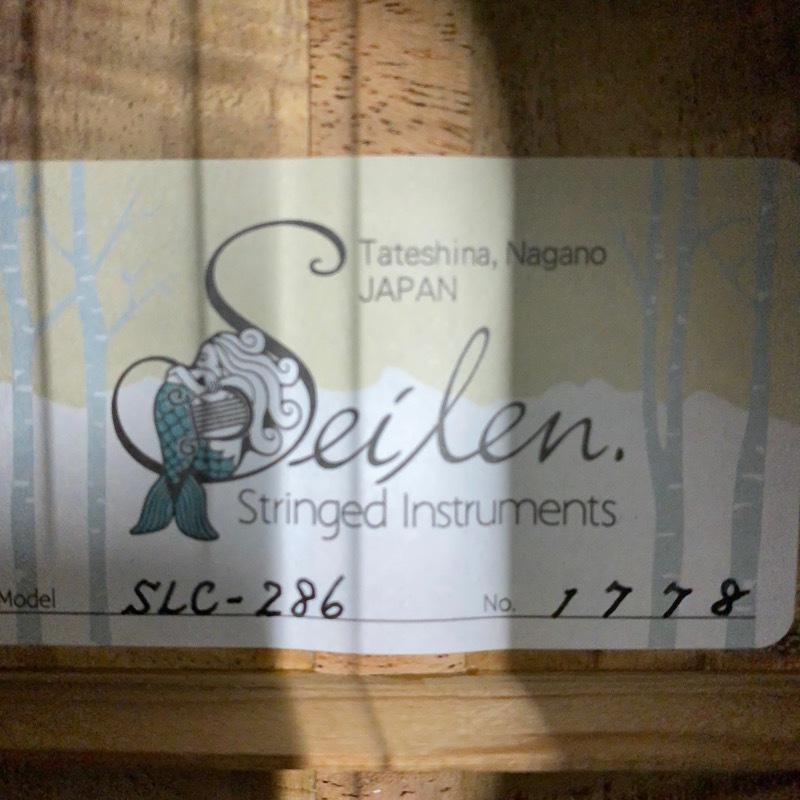 Tateshina, Nagano
JAPAN
Seilen.
Stringed Instruments
Model SLC-286 No. 1778